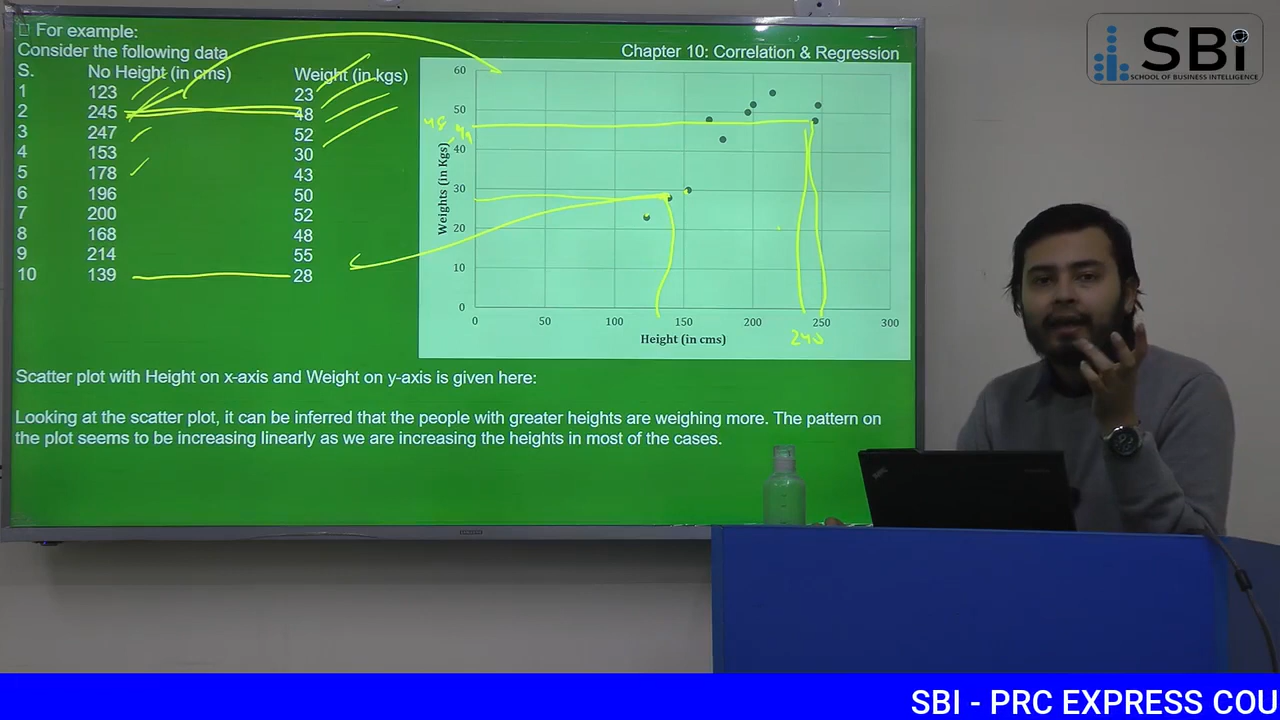 For example:
Consider the following data
Chapter 10: Correlation & Regression
S. No Height (in cms) Weight (in kgs)
1 123 23
2 245 48
3 247 52
4 153 30
5 178 43
6 196 50
7 200 52
8 168 48
9 214 55
10 139 28
60
50
40
30
20
10
0
Weights (in Kgs)
0 50 100 150 200 250 300
Height (in cms)
240
Scatter plot with Height on x-axis and Weight on y-axis is given here:
Looking at the scatter plot, it can be inferred that the people with greater heights are weighing more. The pattern on
the plot seems to be increasing linearly as we are increasing the heights in most of the cases.
SBi
SCHOOL OF BUSINESS INTELLIGENCE
SBI - PRC EXPRESS COU